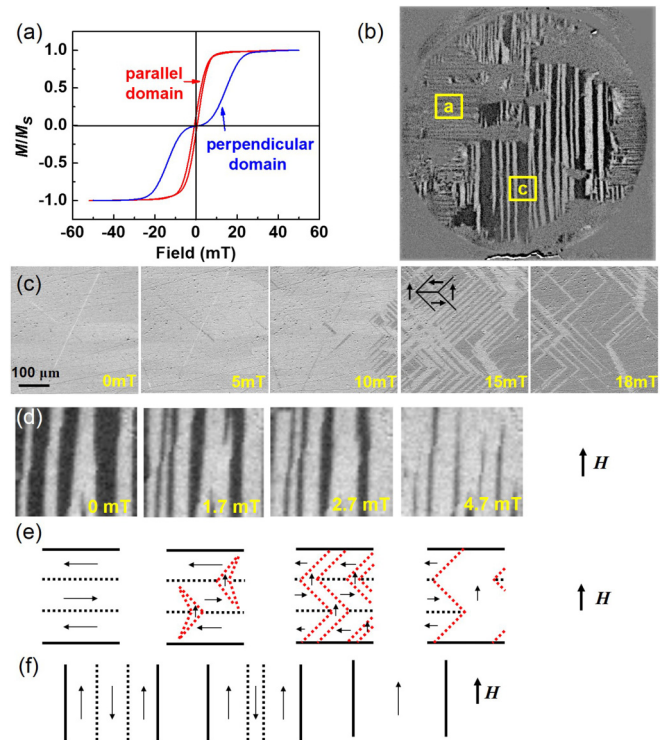 (a)
M/Ms
1.0
0.5
0.0
-0.5
-1.0
parallel
domain
perpendicular
domain
-60 -40 -20 0 20 40 60
Field (mT)
(b)
a
c
(c)
100 µm
0mT
5mT
10mT
15mT
18mT
(d)
0 mT
1.7 mT
2.7 mT
4.7 mT
H
(e)
H
(f)
H